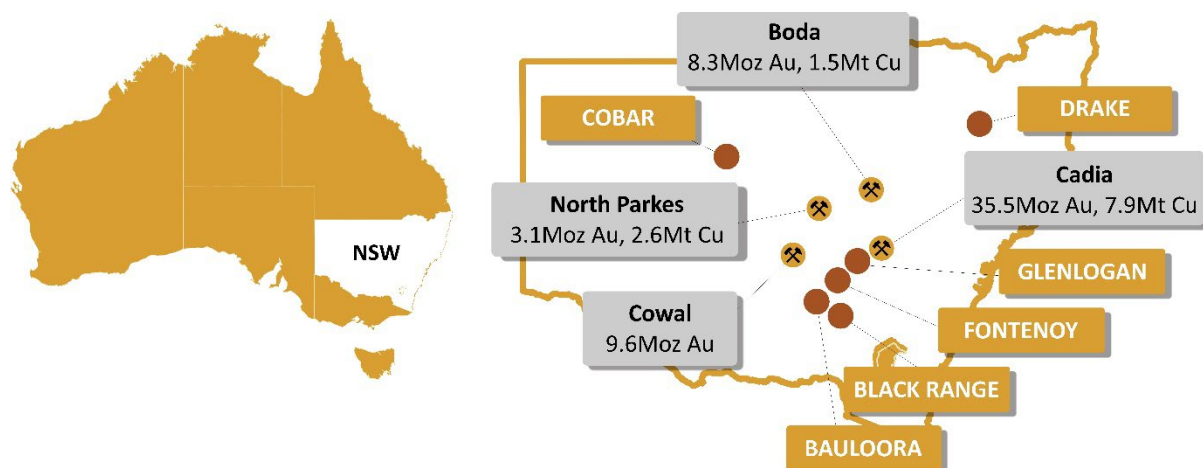 NSW
Boda
8.3Moz Au, 1.5Mt Cu
COBAR
DRAKE
North Parkes
3.1Moz Au, 2.6Mt Cu
Cadia
35.5Moz Au, 7.9Mt Cu
GLENLOGAN
Cowal
9.6Moz Au
FONTENOY
BLACK RANGE
BAULOORA